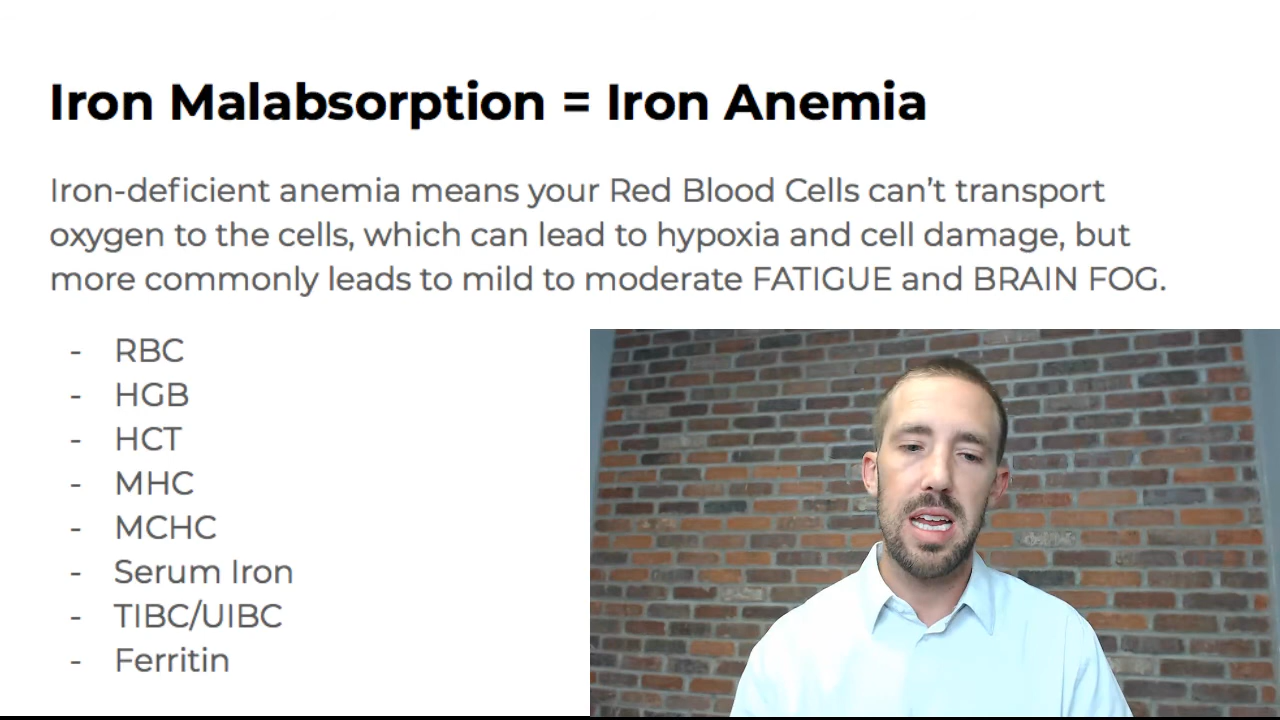 Iron Malabsorption = Iron Anemia
Iron-deficient anemia means your Red Blood Cells can’t transport
oxygen to the cells, which can lead to hypoxia and cell damage, but
more commonly leads to mild to moderate FATIGUE and BRAIN FOG.
- RBC
- HGB
- HCT
- MHC
- MCHC
- Serum Iron
- TIBC/UIBC
- Ferritin